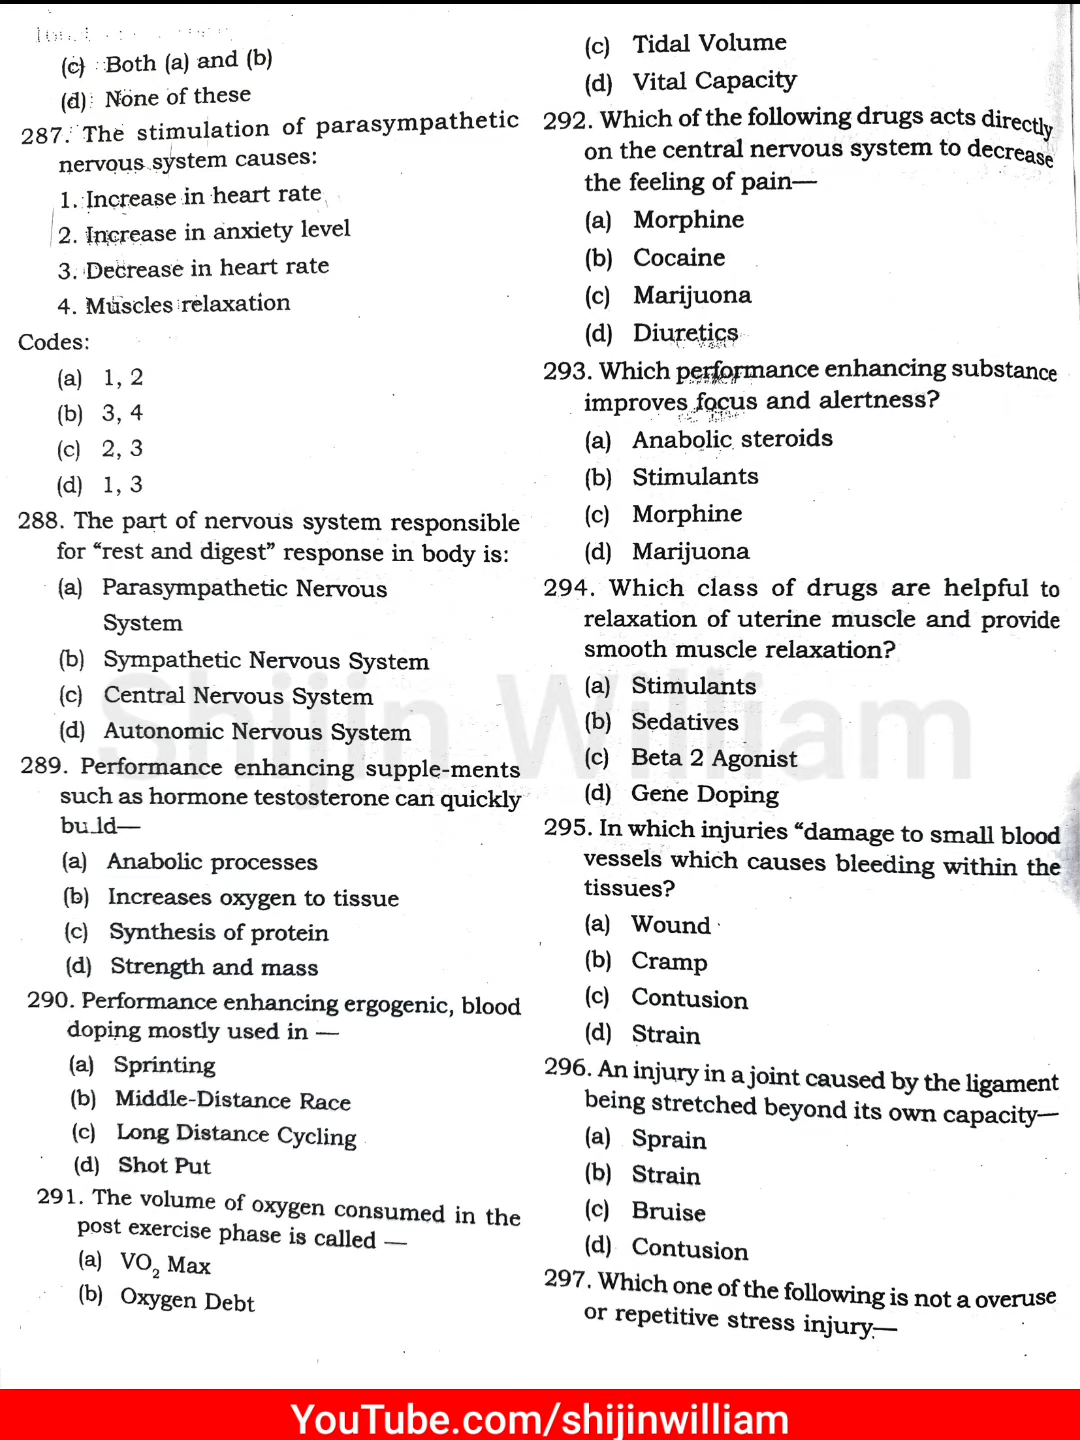 (c) Both (a) and (b)
(d) None of these
287. The stimulation of parasympathetic
nervous system causes:
1. Increase in heart rate
2. Increase in anxiety level
3. Decrease in heart rate
4. Muscles relaxation
Codes:
(a) 1, 2
(b) 3, 4
(c) 2, 3
(d) 1, 3
288. The part of nervous system responsible
for “rest and digest” response in body is:
(a) Parasympathetic Nervous
System
(b) Sympathetic Nervous System
(c) Central Nervous System
(d) Autonomic Nervous System
289. Performance enhancing supple-ments
such as hormone testosterone can quickly
build—
(a) Anabolic processes
(b) Increases oxygen to tissue
(c) Synthesis of protein
(d) Strength and mass
290. Performance enhancing ergogenic, blood
doping mostly used in —
(a) Sprinting
(b) Middle-Distance Race
(c) Long Distance Cycling
(d) Shot Put
291. The volume of oxygen consumed in the
post exercise phase is called —
(a) VO₂ Max
(b) Oxygen Debt
(c) Tidal Volume
(d) Vital Capacity
292. Which of the following drugs acts directly
on the central nervous system to decrease
the feeling of pain—
(a) Morphine
(b) Cocaine
(c) Marijuona
(d) Diuretics
293. Which performance enhancing substance
improves focus and alertness?
(a) Anabolic steroids
(b) Stimulants
(c) Morphine
(d) Marijuona
294. Which class of drugs are helpful to
relaxation of uterine muscle and provide
smooth muscle relaxation?
(a) Stimulants
(b) Sedatives
(c) Beta 2 Agonist
(d) Gene Doping
295. In which injuries “damage to small blood
vessels which causes bleeding within the
tissues?
(a) Wound
(b) Cramp
(c) Contusion
(d) Strain
296. An injury in a joint caused by the ligament
being stretched beyond its own capacity—
(a) Sprain
(b) Strain
(c) Bruise
(d) Contusion
297. Which one of the following is not a overuse
or repetitive stress injury—
Shijin William
YouTube.com/shijinwilliam